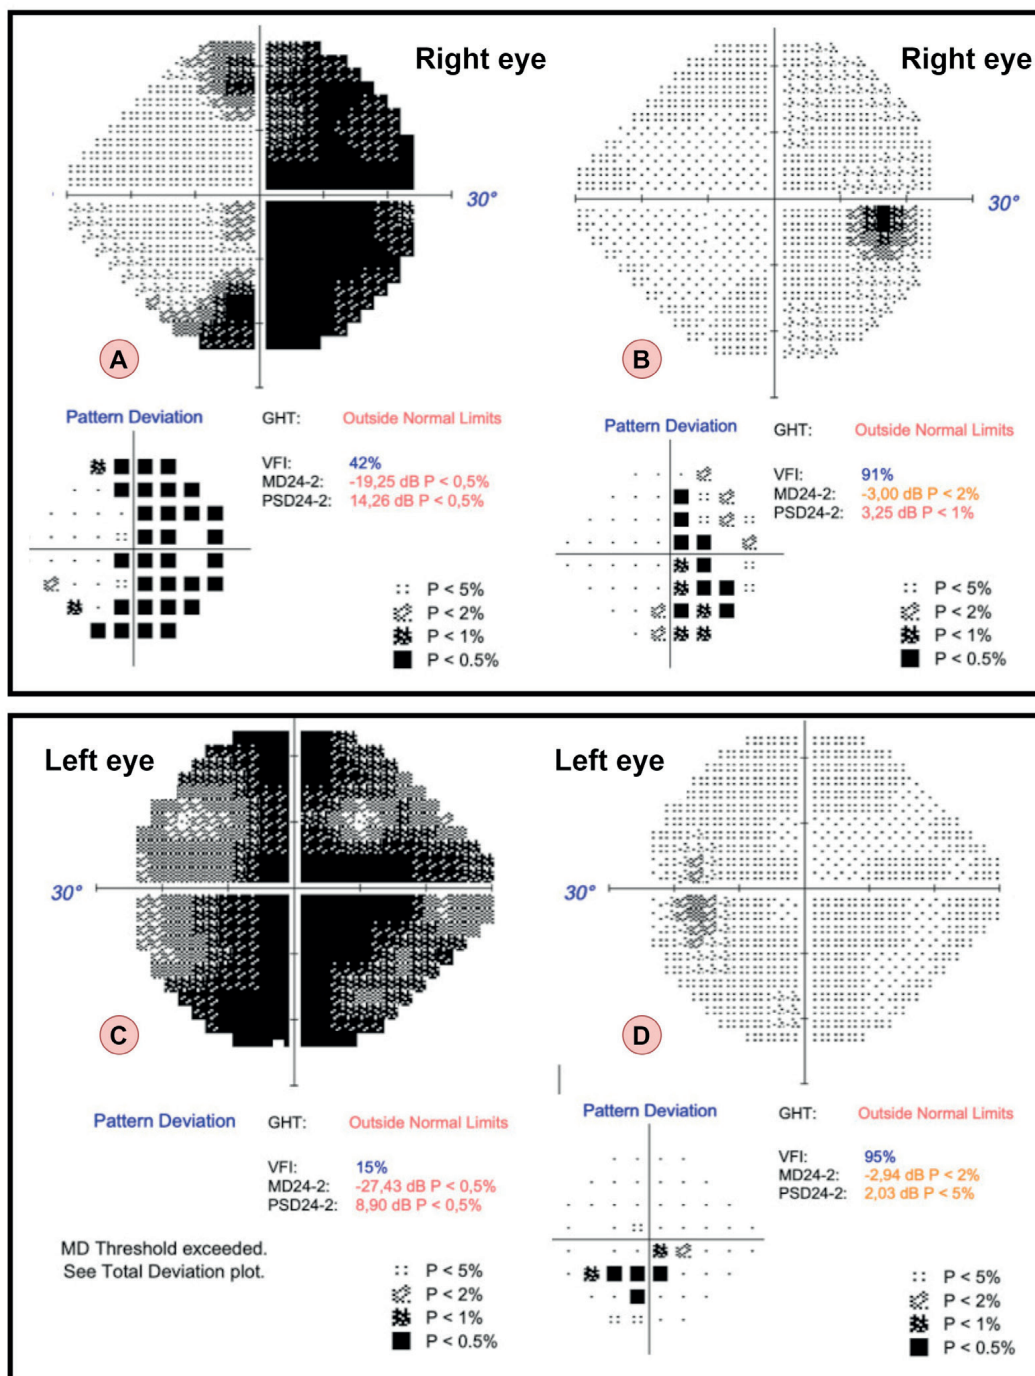 Right eye
30°
A
Pattern Deviation
GHT: Outside Normal Limits
VFI: 42%
MD24-2: -19,25 dB P < 0,5%
PSD24-2: 14,26 dB P < 0,5%
P < 5%
P < 2%
P < 1%
P < 0.5%
Right eye
30°
B
Pattern Deviation
GHT: Outside Normal Limits
VFI: 91%
MD24-2: -3,00 dB P < 2%
PSD24-2: 3,25 dB P < 1%
P < 5%
P < 2%
P < 1%
P < 0.5%
Left eye
30°
C
Pattern Deviation
GHT: Outside Normal Limits
VFI: 15%
MD24-2: -27,43 dB P < 0,5%
PSD24-2: 8,90 dB P < 0,5%
MD Threshold exceeded.
See Total Deviation plot.
P < 5%
P < 2%
P < 1%
P < 0.5%
Left eye
30°
D
Pattern Deviation
GHT: Outside Normal Limits
VFI: 95%
MD24-2: -2,94 dB P < 2%
PSD24-2: 2,03 dB P < 5%
P < 5%
P < 2%
P < 1%
P < 0.5%